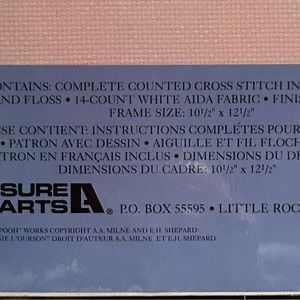 ONTAINS: COMPLETE COUNTED CROSS STITCH IN
AND FLOSS • 14-COUNT WHITE AIDA FABRIC • FINIS
FRAME SIZE: 10½" x 12½"
SE CONTIENT: INSTRUCTIONS COMPLÉTES POUR
• PATRON AVEC DESSIN • AIGUILLE ET FIL FLOCH
TRON EN FRANÇAIS INCLUS • DIMENSIONS DU DE
DIMENSIONS DU CADRE: 10½" x 12½"
SURE
ARTS ® P.O. BOX 55595 • LITTLE ROC
POOH" WORKS COPYRIGHT A.A. MILNE AND E.H. SHEPARD
SIE L'OURSON" DROIT D'AUTEUR A.A. MILNE ET E.H. SHEPARD